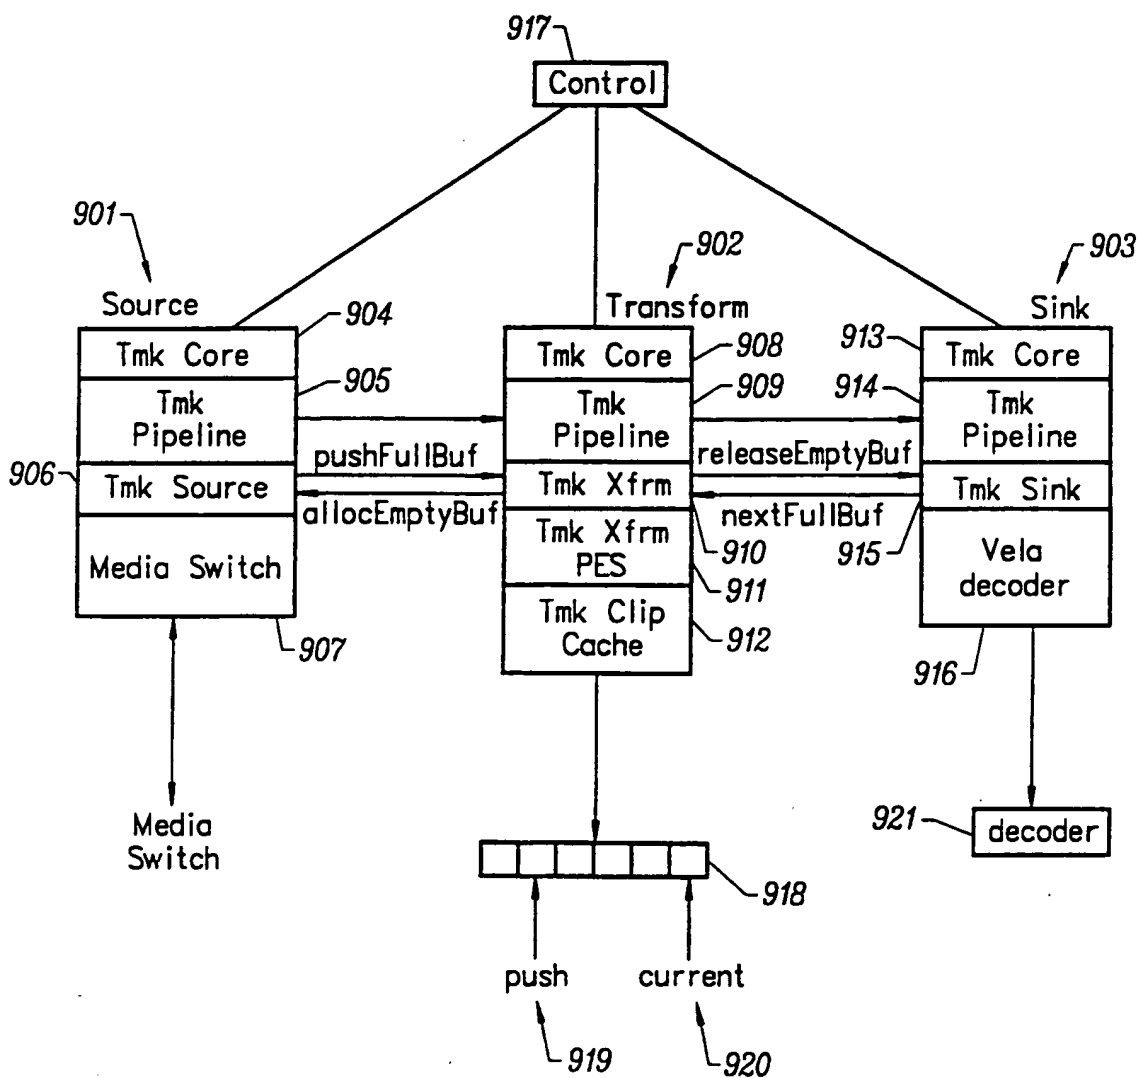 917
Control
901
902
903
Source
Transform
Sink
904
908
913
Tmk Core
Tmk Core
Tmk Core
905
909
914
Tmk
Pipeline
Tmk
Pipeline
Tmk
Pipeline
pushFullBuf
releaseEmptyBuf
906
Tmk Source
Tmk Xfrm
Tmk Sink
allocEmptyBuf
nextFullBuf
910
915
Media Switch
Tmk Xfrm
PES
Vela
decoder
911
907
Tmk Clip
Cache
912
916
Media
Switch
921
decoder
918
push
current
919
920